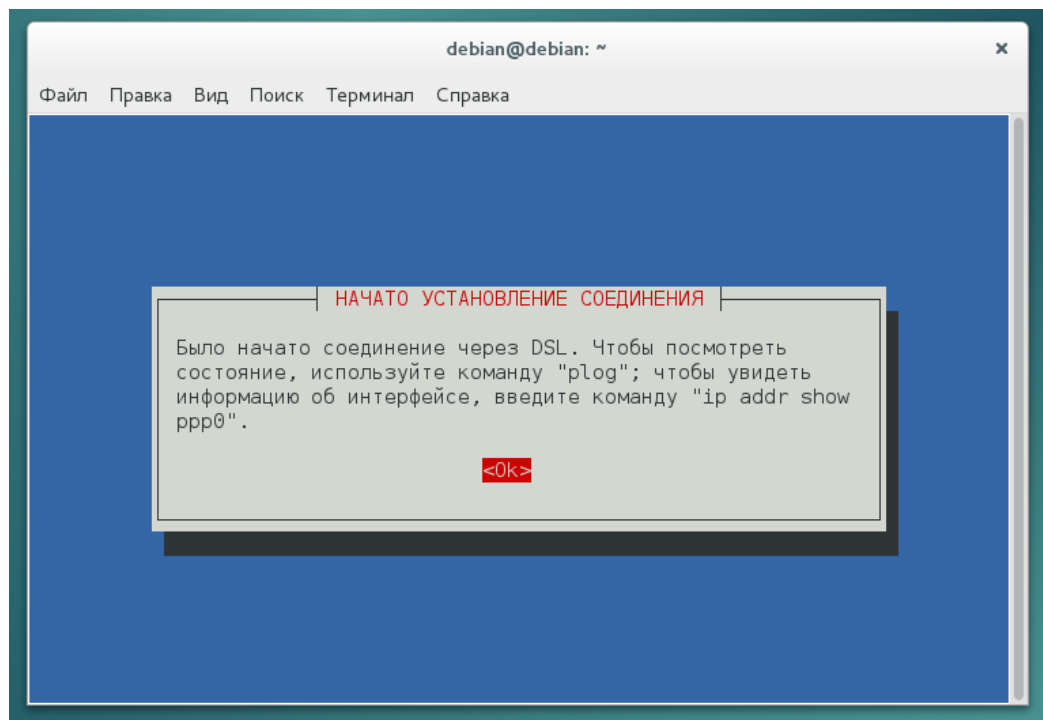 debian@debian: ~
×
Файл Правка Вид Поиск Терминал Справка
НАЧАТО УСТАНОВЛЕНИЕ СОЕДИНЕНИЯ
Было начато соединение через DSL. Чтобы посмотреть
состояние, используйте команду "plog"; чтобы увидеть
информацию об интерфейсе, введите команду "ip addr show
ppp0".
<Ok>